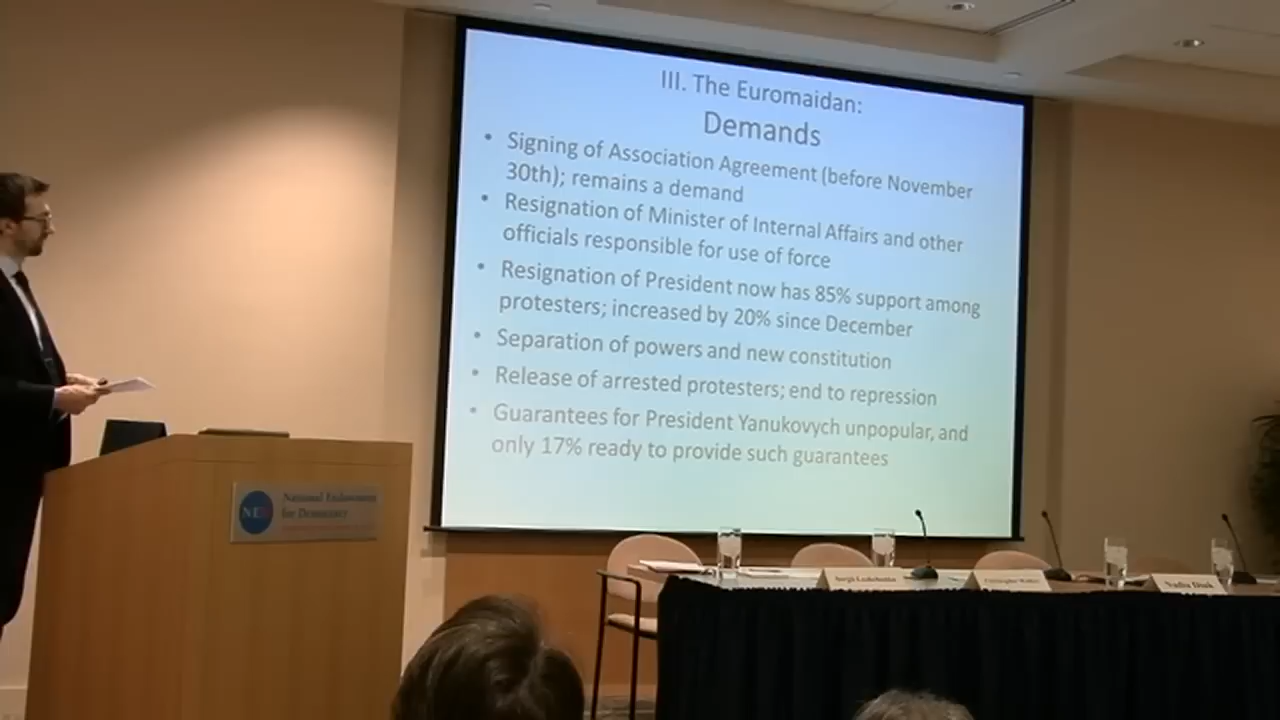 III. The Euromaidan:
Demands
• Signing of Association Agreement (before November
30th); remains a demand
• Resignation of Minister of Internal Affairs and other
officials responsible for use of force
• Resignation of President now has 85% support among
protesters; increased by 20% since December
• Separation of powers and new constitution
• Release of arrested protesters; end to repression
• Guarantees for President Yanukovych unpopular, and
only 17% ready to provide such guarantees
NED
National Endowment
for Democracy
Nadia Diuk